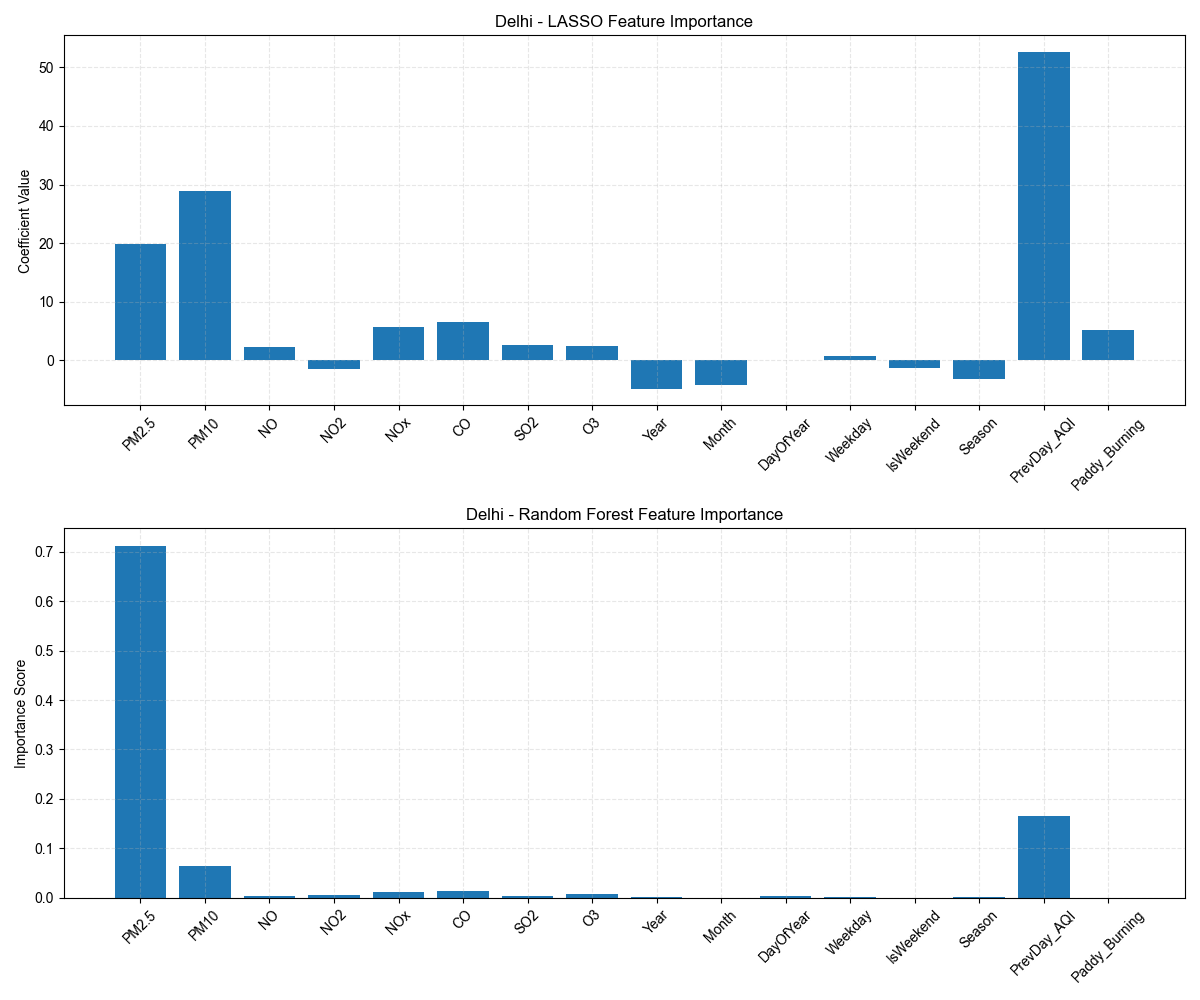 Delhi - LASSO Feature Importance
Coefficient Value
50
40
30
20
10
0
PM2.5
PM10
NO
NO2
NOx
CO
SO2
O3
Year
Month
DayOfYear
Weekday
IsWeekend
Season
PrevDay_AQI
Paddy_Burning
Delhi - Random Forest Feature Importance
Importance Score
0.7
0.6
0.5
0.4
0.3
0.2
0.1
0.0
PM2.5
PM10
NO
NO2
NOx
CO
SO2
O3
Year
Month
DayOfYear
Weekday
IsWeekend
Season
PrevDay_AQI
Paddy_Burning